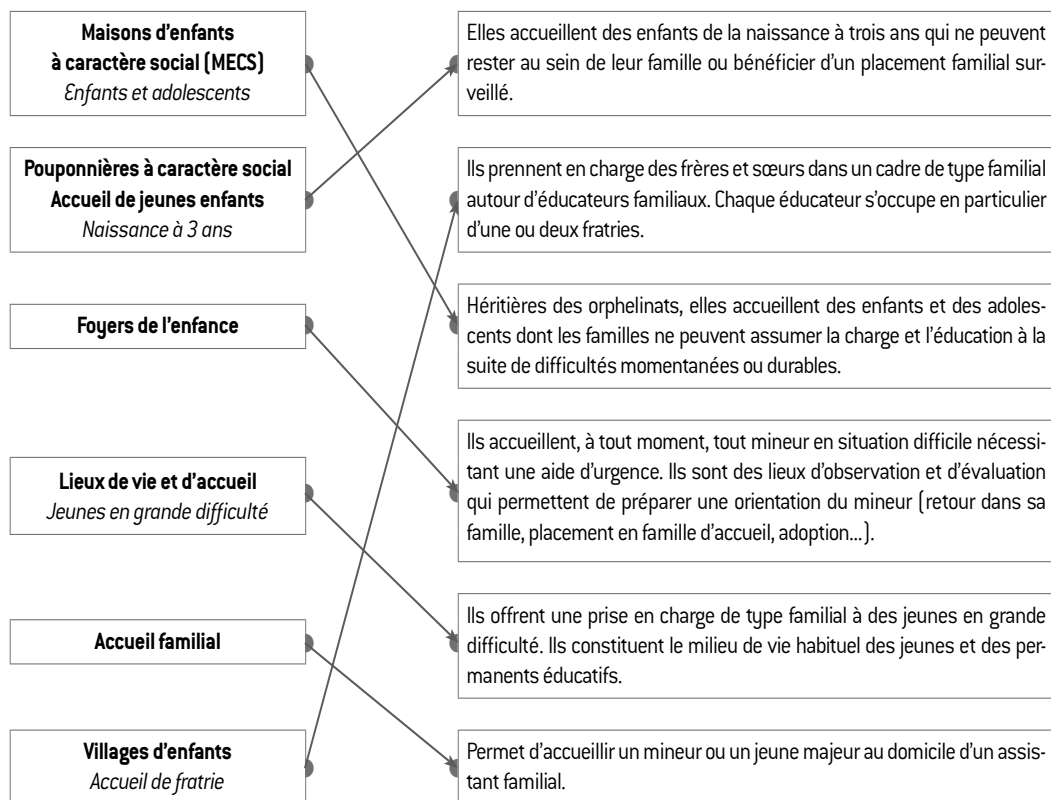 Maisons d'enfants
à caractère social (MECS)
Enfants et adolescents
Pouponnières à caractère social
Accueil de jeunes enfants
Naissance à 3 ans
Foyers de l'enfance
Lieux de vie et d'accueil
Jeunes en grande difficulté
Accueil familial
Villages d'enfants
Accueil de fratrie
Elles accueillent des enfants de la naissance à trois ans qui ne peuvent
rester au sein de leur famille ou bénéficier d'un placement familial sur-
veillé.
Ils prennent en charge des frères et sœurs dans un cadre de type familial
autour d'éducateurs familiaux. Chaque éducateur s'occupe en particulier
d'une ou deux fratries.
Héritières des orphelinats, elles accueillent des enfants et des adoles-
cents dont les familles ne peuvent assumer la charge et l'éducation à la
suite de difficultés momentanées ou durables.
Ils accueillent, à tout moment, tout mineur en situation difficile nécessi-
tant une aide d'urgence. Ils sont des lieux d'observation et d'évaluation
qui permettent de préparer une orientation du mineur (retour dans sa
famille, placement en famille d'accueil, adoption...).
Ils offrent une prise en charge de type familial à des jeunes en grande
difficulté. Ils constituent le milieu de vie habituel des jeunes et des per-
manents éducatifs.
Permet d'accueillir un mineur ou un jeune majeur au domicile d'un assis-
tant familial.